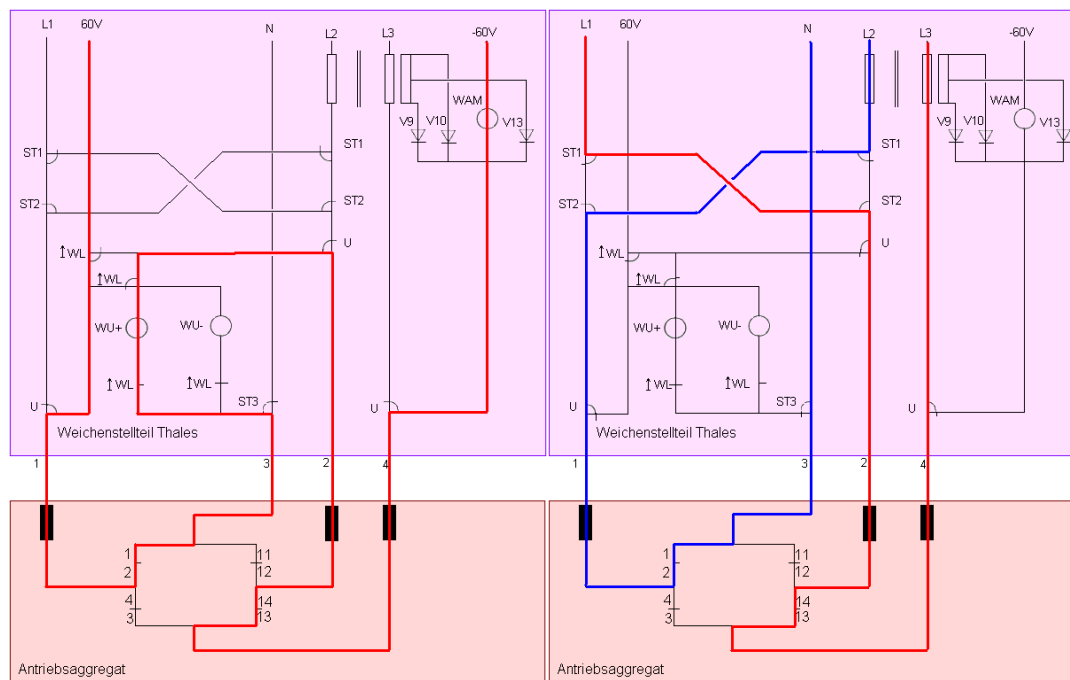 L1 60V N L2 L3 -60V
WAM
V9 V10 V13
ST1 ST1
ST2 ST2
U
↑WL
↑WL
WU+ WU-
↑WL ↑WL
U ST3 U
Weichenstellteil Thales
1 3 2 4
1 11
2 12
4 14
3 13
Antriebsaggregat
L1 60V N L2 L3 -60V
WAM
V9 V10 V13
ST1 ST1
ST2 ST2
U
↑WL
↑WL
WU+ WU-
↑WL ↑WL
U ST3 U
Weichenstellteil Thales
1 3 2 4
1 11
2 12
4 14
3 13
Antriebsaggregat